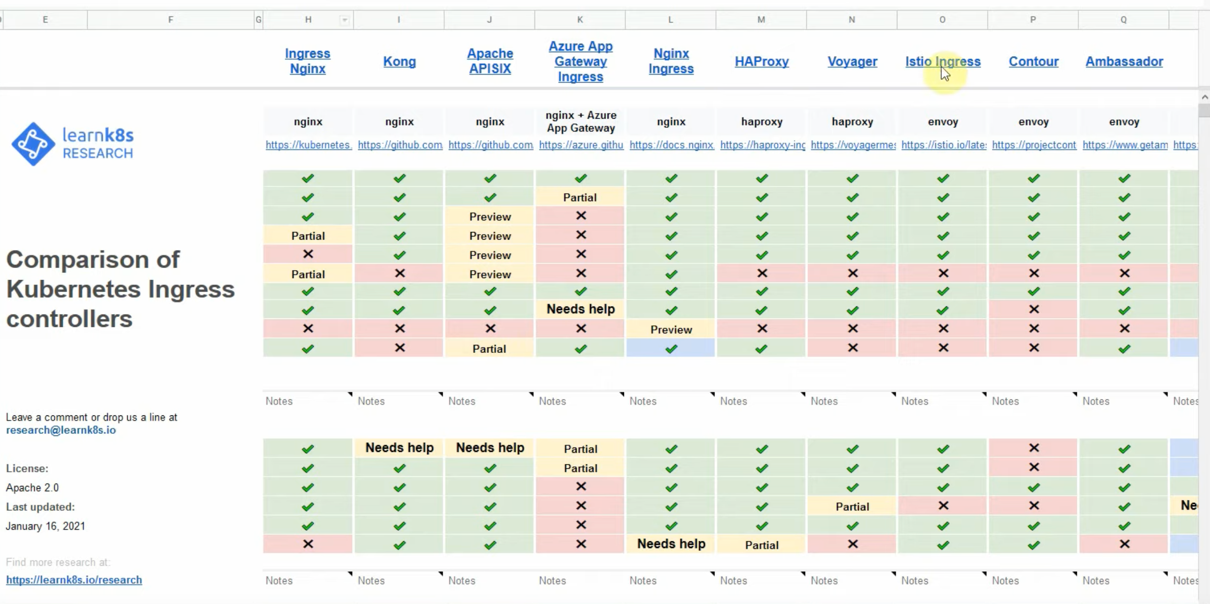 E F G H I J K L M N O P Q
Ingress Nginx
Kong
Apache APISIX
Azure App Gateway Ingress
Nginx Ingress
HAProxy
Voyager
Istio Ingress
Contour
Ambassador
nginx nginx nginx nginx + Azure App Gateway nginx haproxy haproxy envoy envoy envoy
https://kubernetes. https://github.com https://github.com https://azure.githu https://docs.nginx. https://haproxy-ing https://voyagermes https://istio.io/late https://projectcont https://www.getam https:
learnk8s
RESEARCH
✔ ✔ ✔ ✔ ✔ ✔ ✔ ✔ ✔ ✔
✔ ✔ ✔ Partial ✔ ✔ ✔ ✔ ✔ ✔
✔ ✔ Preview ✕ ✔ ✔ ✔ ✔ ✔ ✔
Partial ✔ Preview ✕ ✔ ✔ ✔ ✔ ✔ ✔
✕ ✔ Preview ✕ ✔ ✔ ✔ ✔ ✔ ✔
Partial ✕ Preview ✕ ✔ ✕ ✕ ✕ ✕ ✕
✔ ✔ ✔ ✔ ✔ ✔ ✔ ✔ ✔ ✔
✔ ✔ ✔ Needs help ✔ ✔ ✔ ✔ ✕ ✔
✕ ✕ ✕ ✕ Preview ✕ ✕ ✕ ✕ ✕
✔ ✕ Partial ✔ ✔ ✔ ✕ ✕ ✕ ✔
Comparison of
Kubernetes Ingress
controllers
Notes Notes Notes Notes Notes Notes Notes Notes Notes Notes Notes
Leave a comment or drop us a line at
research@learnk8s.io
✔ Needs help Needs help Partial ✔ ✔ ✔ ✔ ✕ ✔
License: ✔ ✔ ✔ Partial ✔ ✔ ✔ ✔ ✕ ✔
Apache 2.0 ✔ ✔ ✔ ✕ ✔ ✔ ✔ ✔ ✔ ✔
Last updated: ✔ ✔ ✔ ✕ ✔ ✔ Partial ✕ ✕ ✔ Ne
January 16, 2021 ✔ ✔ ✔ ✕ ✔ ✔ ✔ ✔ ✔ ✔
✕ ✔ ✔ ✕ Needs help Partial ✕ ✔ ✔ ✕
Find more research at:
https://learnk8s.io/research
Notes Notes Notes Notes Notes Notes Notes Notes Notes Notes Notes